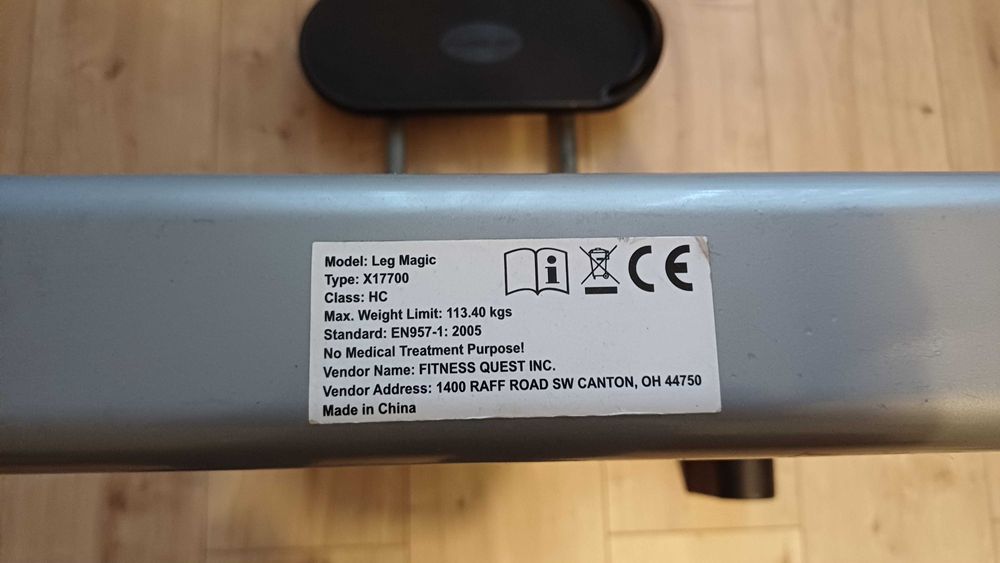 Model: Leg Magic
Type: X17700
Class: HC
Max. Weight Limit: 113.40 kgs
Standard: EN957-1: 2005
No Medical Treatment Purpose!
Vendor Name: FITNESS QUEST INC.
Vendor Address: 1400 RAFF ROAD SW CANTON, OH 44750
Made in China
i
CE